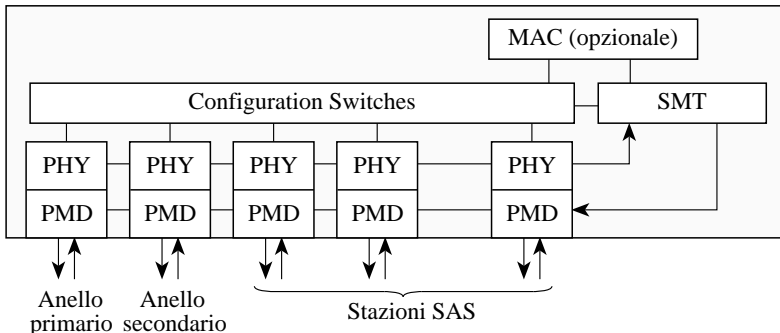 MAC (opzionale)
Configuration Switches
SMT
PHY PHY PHY PHY PHY
PMD PMD PMD PMD PMD
Anello
primario
Anello
secondario
Stazioni SAS